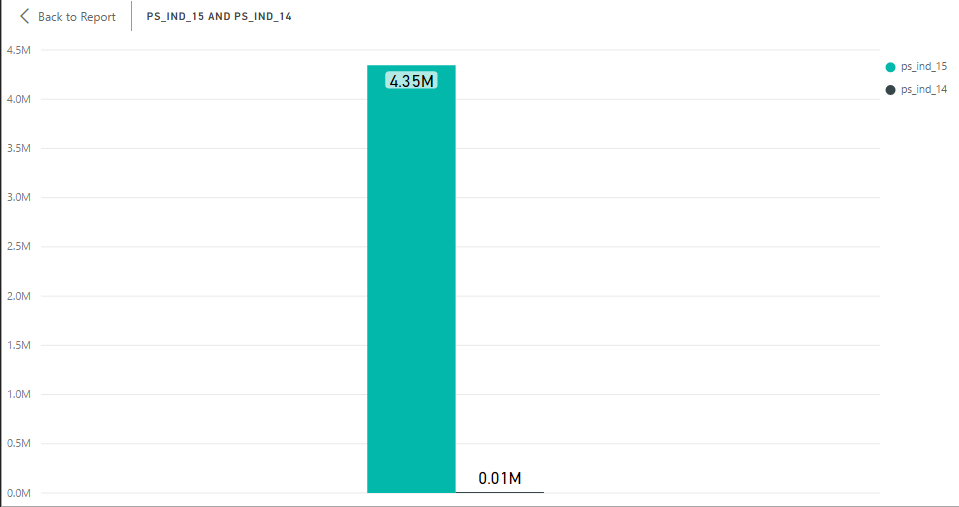 Back to Report
PS_IND_15 AND PS_IND_14
4.5M
4.0M
3.5M
3.0M
2.5M
2.0M
1.5M
1.0M
0.5M
0.0M
4.35M
0.01M
ps_ind_15
ps_ind_14